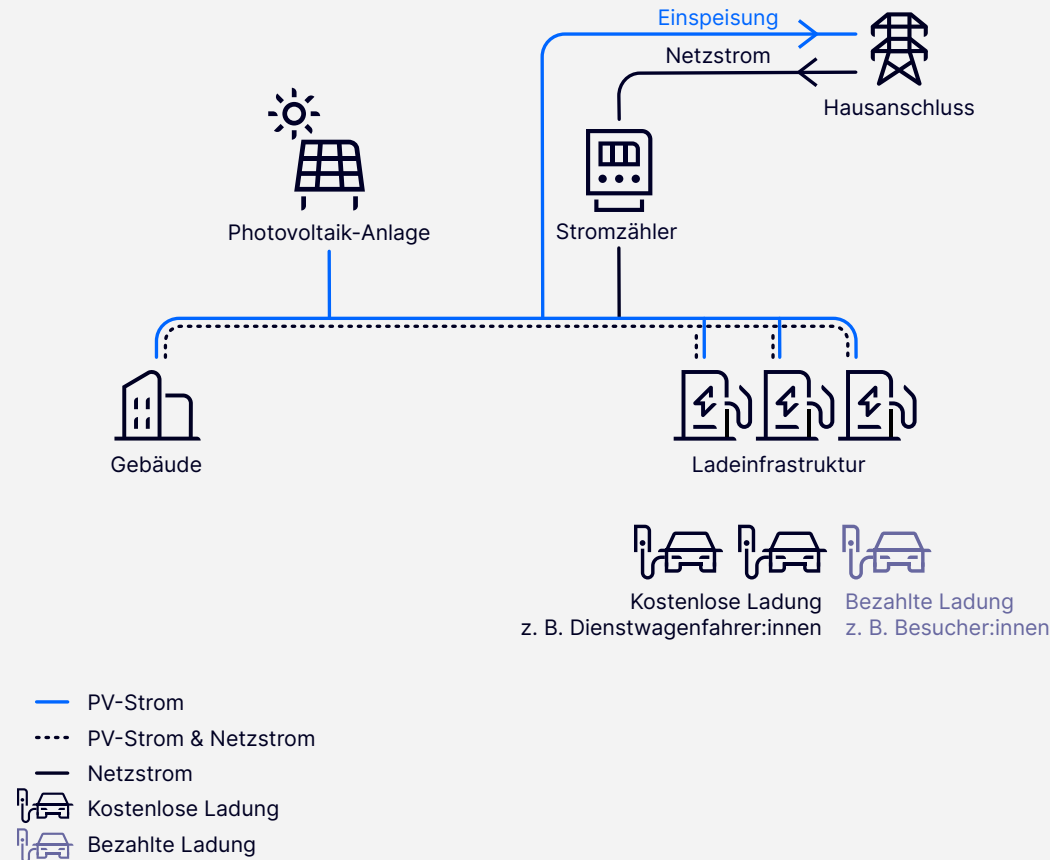 Einspeisung
Netzstrom
Hausanschluss
Photovoltaik-Anlage
Stromzähler
Gebäude
Ladeinfrastruktur
Kostenlose Ladung
z. B. Dienstwagenfahrer:innen
Bezahlte Ladung
z. B. Besucher:innen
PV-Strom
PV-Strom & Netzstrom
Netzstrom
Kostenlose Ladung
Bezahlte Ladung